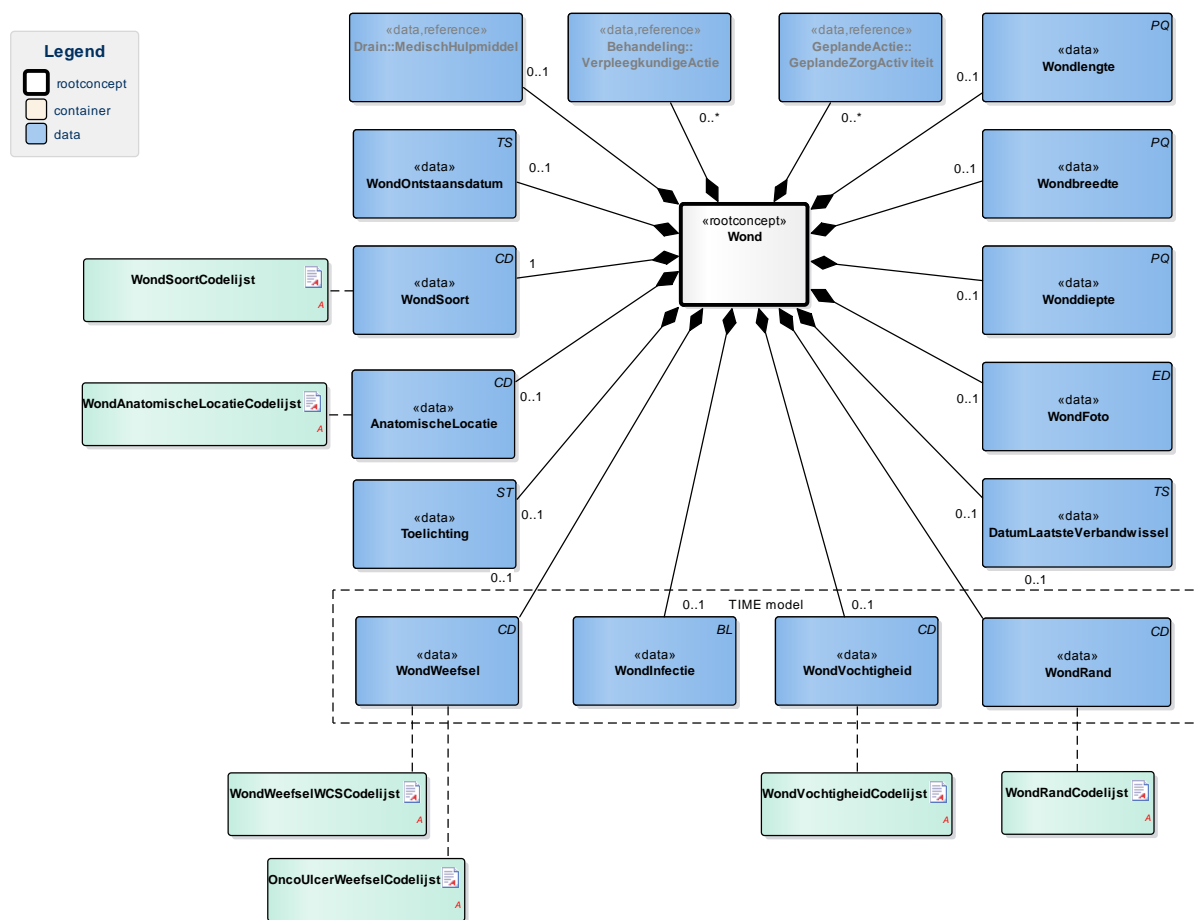 Legend
rootconcept
container
data
«data,reference»
Drain::MedischHulpmiddel
0..1
«data,reference»
Behandeling::
VerpleegkundigeActie
0..*
«data,reference»
GeplandeActie::
GeplandeZorgActiviteit
0..*
PQ
«data»
Wondlengte
0..1
TS
«data»
WondOntstaansdatum
0..1
PQ
«data»
Wondbreedte
0..1
«rootconcept»
Wond
CD
«data»
WondSoort
1
WondSoortCodelijst
A
PQ
«data»
Wonddiepte
0..1
CD
«data»
AnatomischeLocatie
0..1
WondAnatomischeLocatieCodelijst
A
ED
«data»
WondFoto
0..1
ST
«data»
Toelichting
0..1
TS
«data»
DatumLaatsteVerbandwissel
0..1
TIME model
0..1
CD
«data»
WondWeefsel
0..1
BL
«data»
WondInfectie
0..1
CD
«data»
WondVochtigheid
0..1
CD
«data»
WondRand
WondWeefselWCSCodelijst
A
WondVochtigheidCodelijst
A
WondRandCodelijst
A
OncoUlcerWeefselCodelijst
A